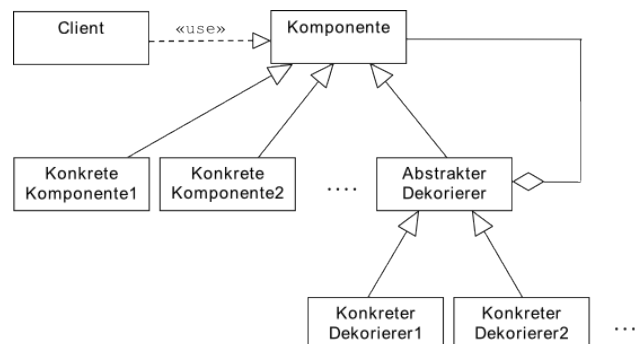 Client
«use»
Komponente
Konkrete
Komponente1
Konkrete
Komponente2
....
Abstrakter
Dekorierer
Konkreter
Dekorierer1
Konkreter
Dekorierer2
...